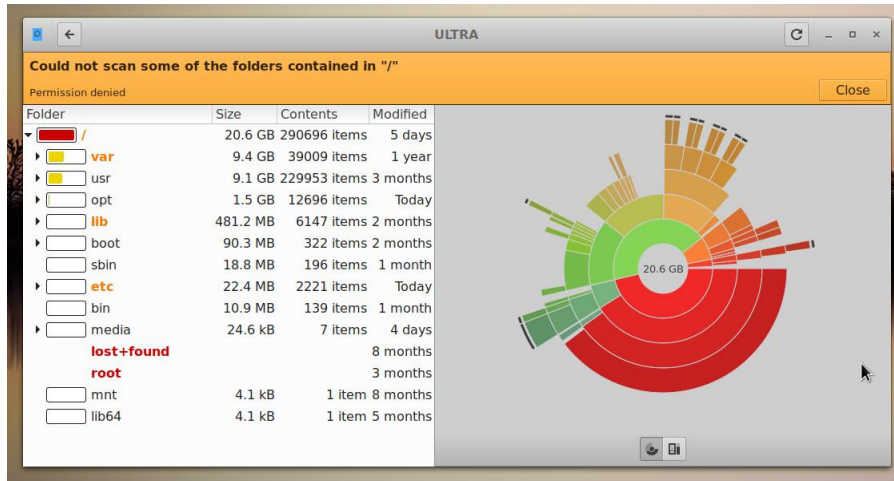 ULTRA
Could not scan some of the folders contained in "/"
Permission denied
Close
Folder Size Contents Modified
/ 20.6 GB 290696 items 5 days
var 9.4 GB 39009 items 1 year
usr 9.1 GB 229953 items 3 months
opt 1.5 GB 12696 items Today
lib 481.2 MB 6147 items 2 months
boot 90.3 MB 322 items 2 months
sbin 18.8 MB 196 items 1 month
etc 22.4 MB 2221 items Today
bin 10.9 MB 139 items 1 month
media 24.6 kB 7 items 4 days
lost+found 8 months
root 3 months
mnt 4.1 kB 1 item 8 months
lib64 4.1 kB 1 item 5 months
20.6 GB